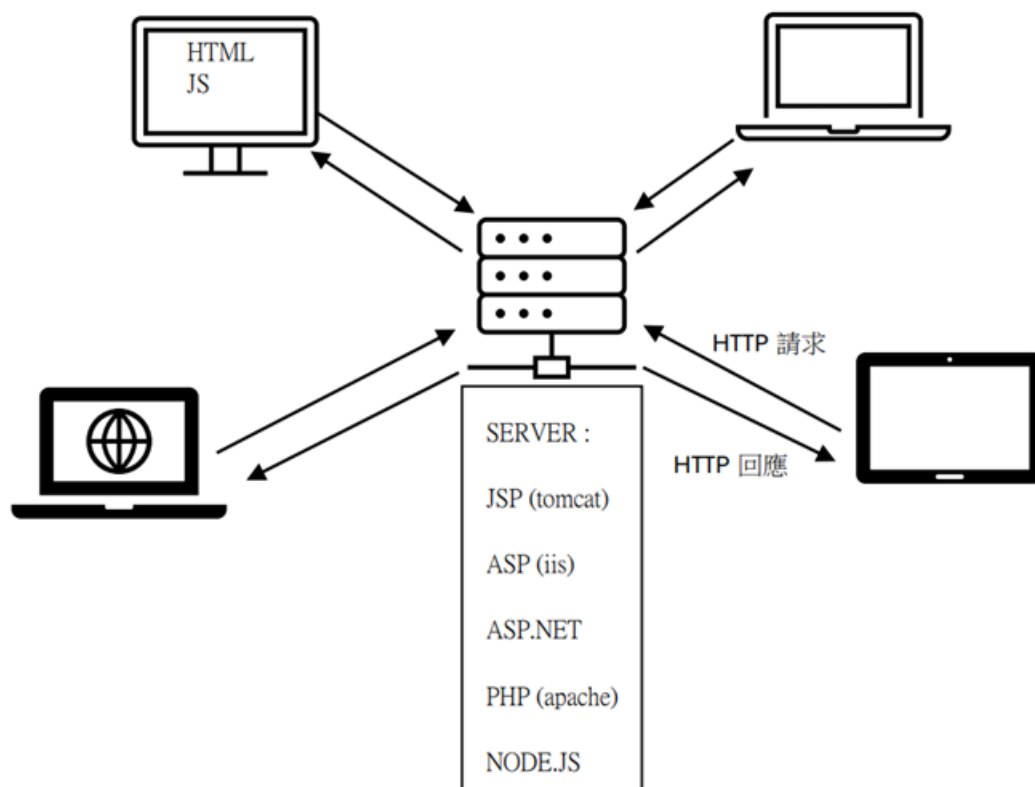 HTML
JS
HTTP 請求
HTTP 回應
SERVER :
JSP (tomcat)
ASP (iis)
ASP.NET
PHP (apache)
NODE.JS